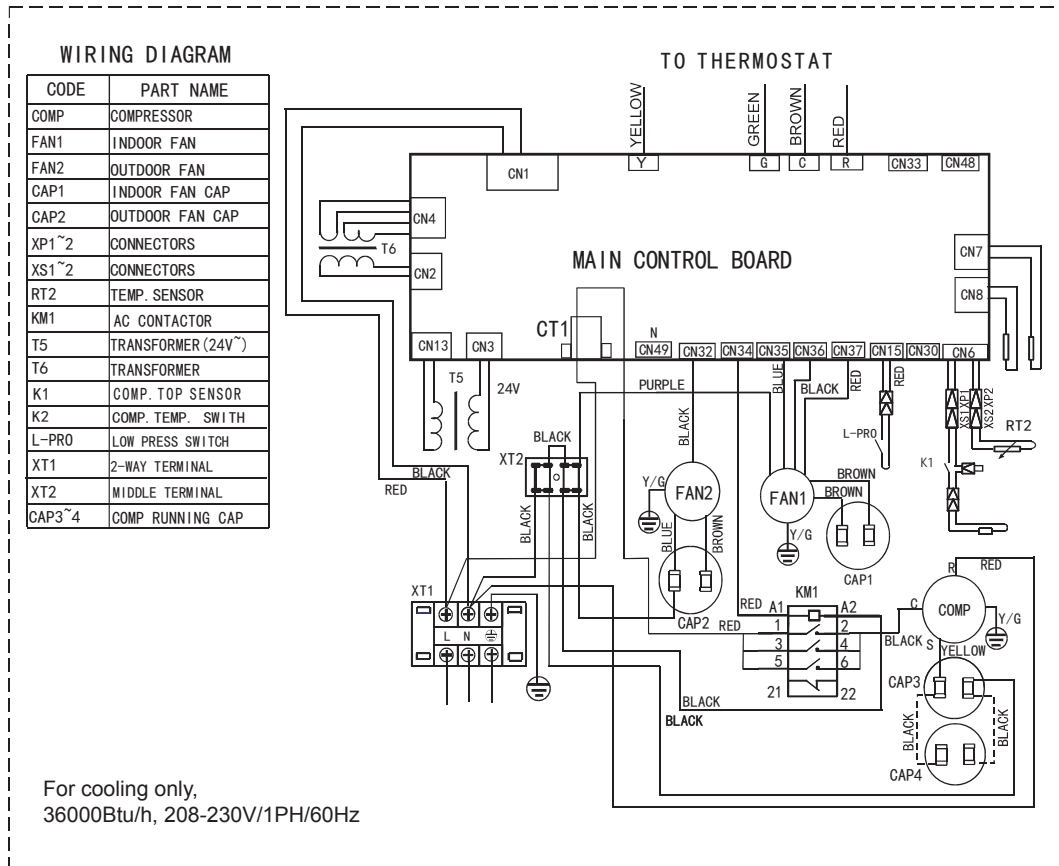 WIRING DIAGRAM
CODE PART NAME
COMP COMPRESSOR
FAN1 INDOOR FAN
FAN2 OUTDOOR FAN
CAP1 INDOOR FAN CAP
CAP2 OUTDOOR FAN CAP
XP1~2 CONNECTORS
XS1~2 CONNECTORS
RT2 TEMP. SENSOR
KM1 AC CONTACTOR
T5 TRANSFORMER(24V~)
T6 TRANSFORMER
K1 COMP. TOP SENSOR
K2 COMP. TEMP. SWITH
L-PRO LOW PRESS SWITCH
XT1 2-WAY TERMINAL
XT2 MIDDLE TERMINAL
CAP3~4 COMP RUNNING CAP
TO THERMOSTAT
YELLOW
GREEN
BROWN
RED
CN1
Y
G
C
R
CN33
CN48
CN4
T6
CN2
MAIN CONTROL BOARD
CN7
CN8
CT1
N
CN13
CN3
CN49
CN32
CN34
CN35
CN36
CN37
CN15
CN30
CN6
T5
24V
PURPLE
BLACK
BLUE
BLACK
RED
RED
XS1 XP1
XS2 XP2
RT2
L-PRO
K1
BLACK
XT2
BLACK
RED
BLACK
BLACK
Y/G
FAN2
BLUE
BROWN
FAN1
Y/G
BROWN
BROWN
CAP1
CAP2
XT1
L N
RED
RED
KM1
A1 A2
1 2
3 4
5 6
21 22
BLACK
R
RED
C
COMP
Y/G
S
YELLOW
CAP3
BLACK
BLACK
CAP4
BLACK
BLACK
For cooling only,
36000Btu/h, 208-230V/1PH/60Hz